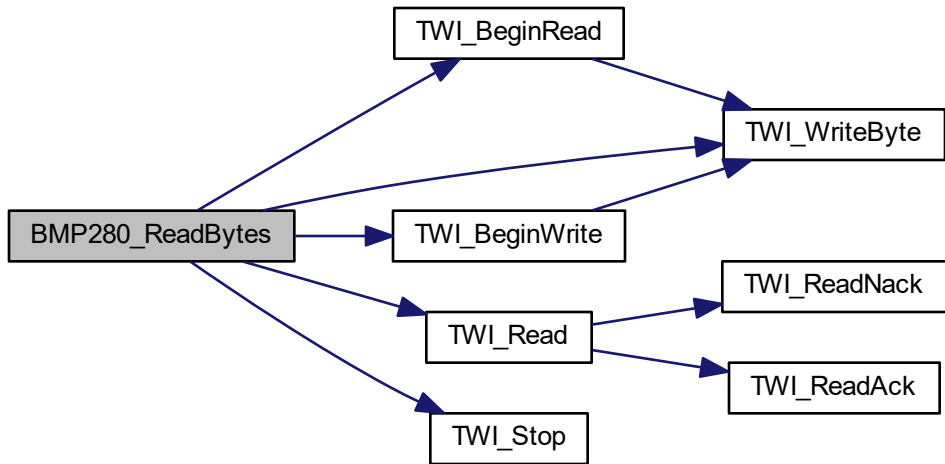 TWI_BeginRead
TWI_WriteByte
BMP280_ReadBytes
TWI_BeginWrite
TWI_ReadNack
TWI_Read
TWI_ReadAck
TWI_Stop